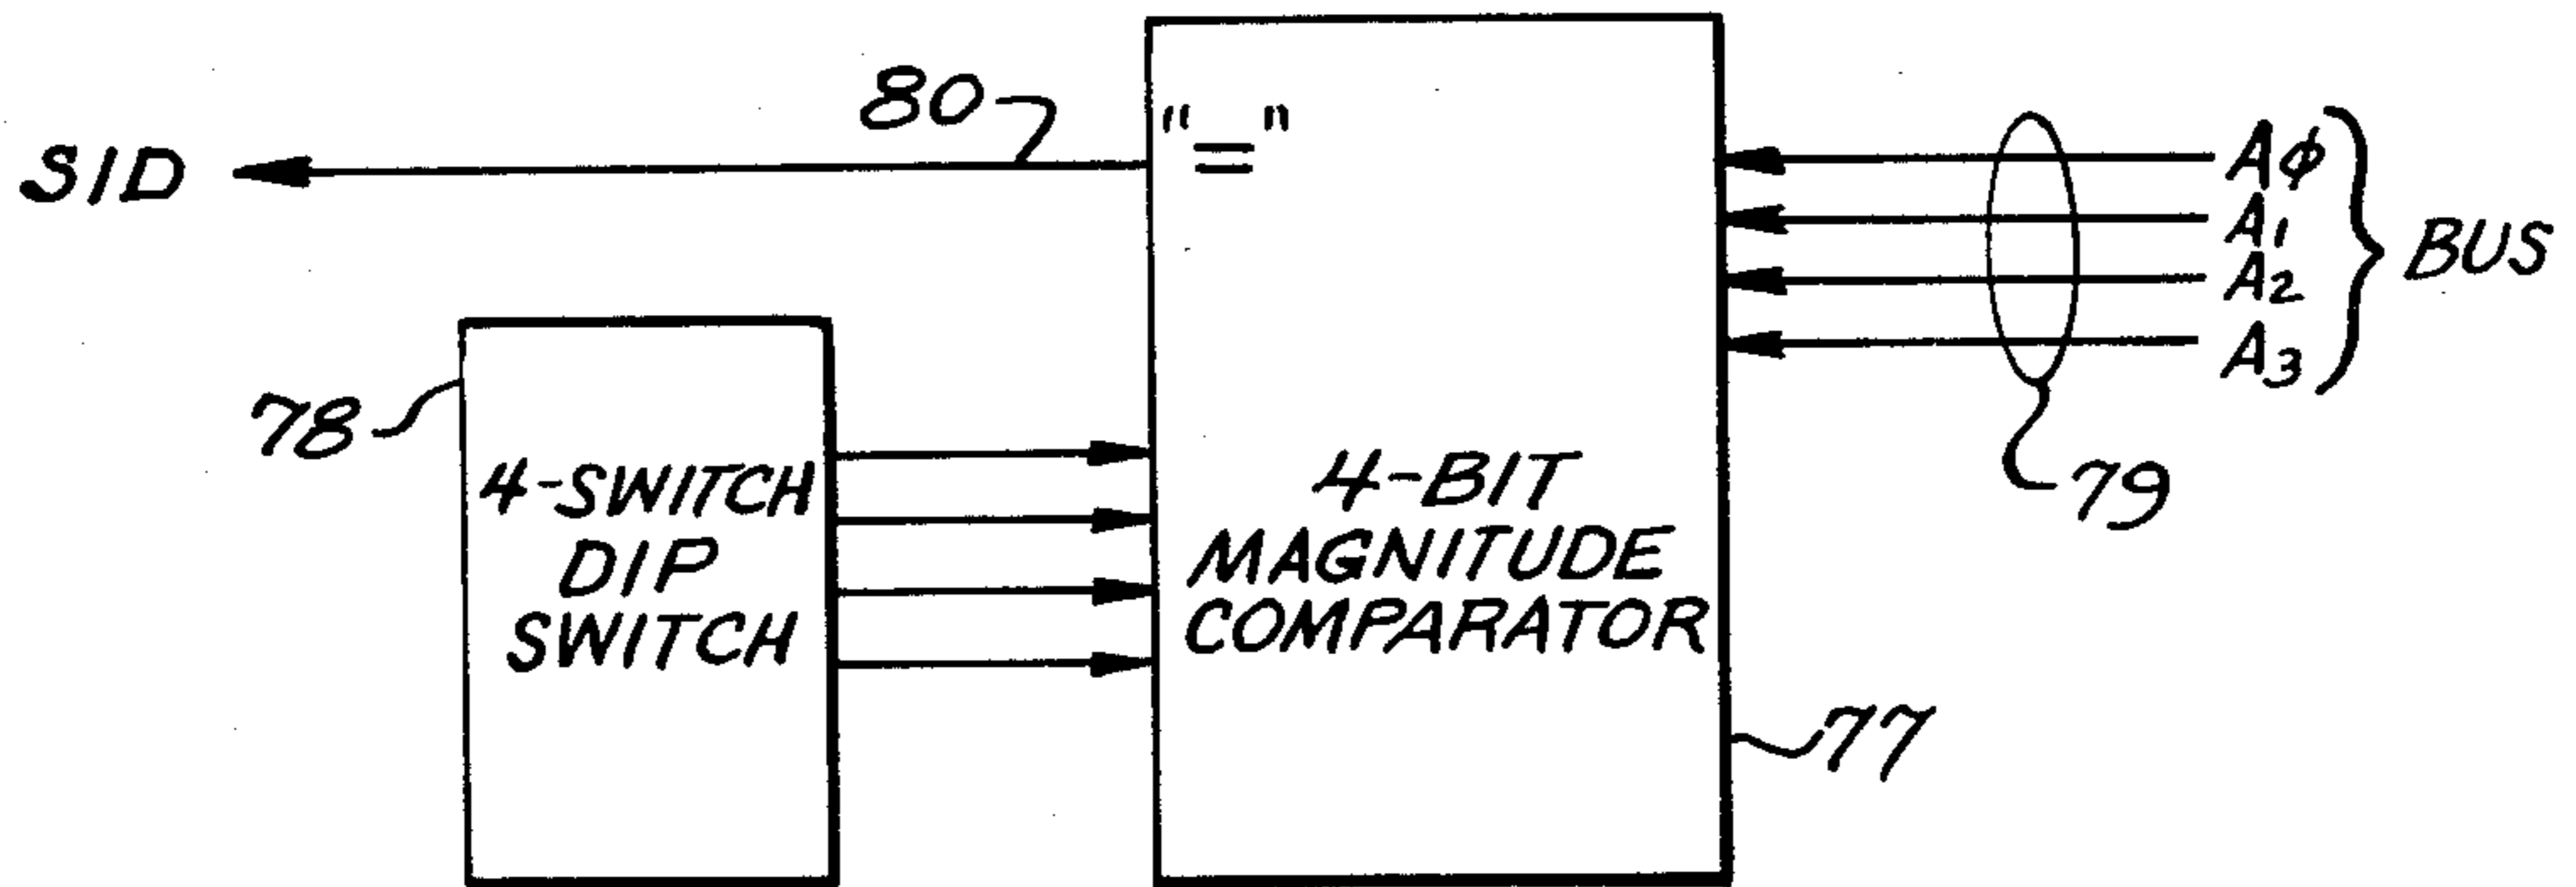 80
"="
SID
Aϕ
A1
A2
A3
BUS
78
4-SWITCH
DIP
SWITCH
4-BIT
MAGNITUDE
COMPARATOR
79
77